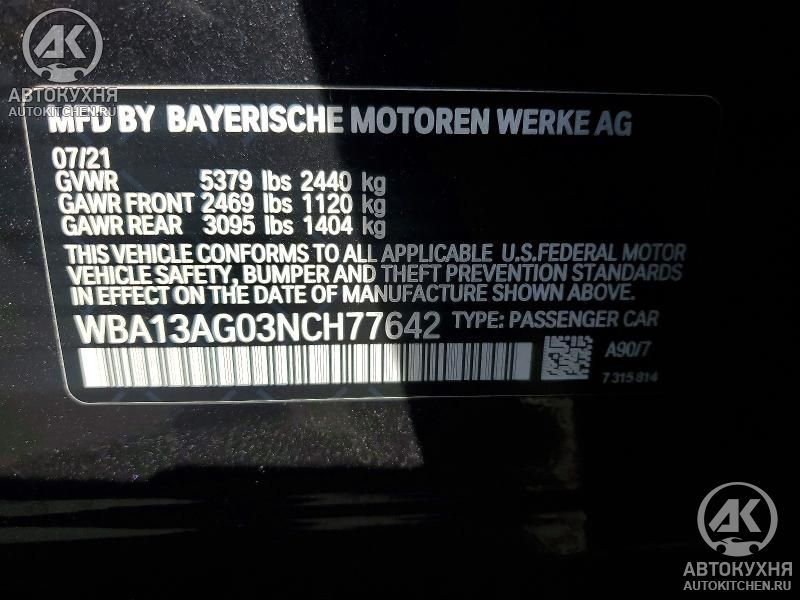 AK
АВТОКУХНЯ
AUTOKITCHEN.RU
MFD BY BAYERISCHE MOTOREN WERKE AG
07/21
GVWR 5379 lbs 2440 kg
GAWR FRONT 2469 lbs 1120 kg
GAWR REAR 3095 lbs 1404 kg
THIS VEHICLE CONFORMS TO ALL APPLICABLE U.S.FEDERAL MOTOR
VEHICLE SAFETY, BUMPER AND THEFT PREVENTION STANDARDS
IN EFFECT ON THE DATE OF MANUFACTURE SHOWN ABOVE.
WBA13AG03NCH77642 TYPE: PASSENGER CAR
A90/7
7315814
AK
АВТОКУХНЯ
AUTOKITCHEN.RU